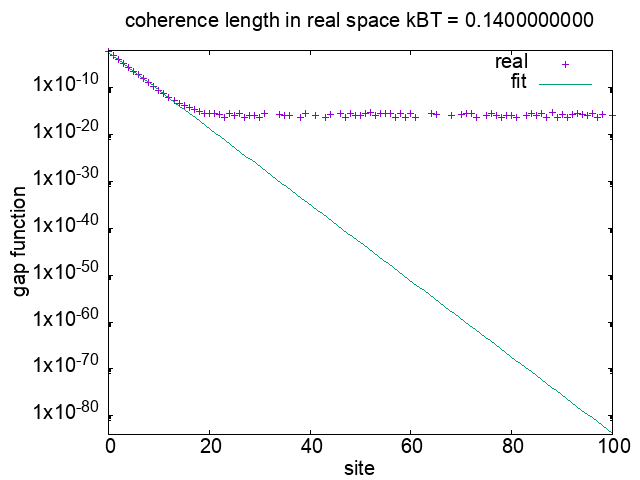 coherence length in real space kBT = 0.1400000000
real
fit
1x10^-10
1x10^-20
1x10^-30
1x10^-40
1x10^-50
1x10^-60
1x10^-70
1x10^-80
gap function
0 20 40 60 80 100
site